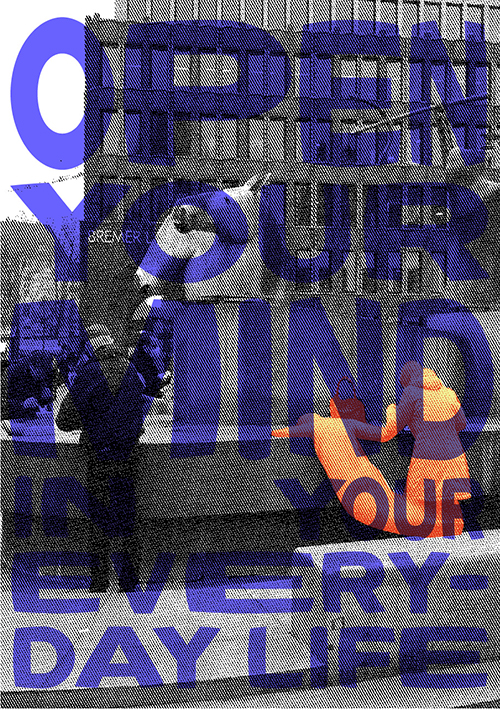 OPEN
YOUR
BREMER L
MIND
IN YOUR
EVERY-
DAY LIFE